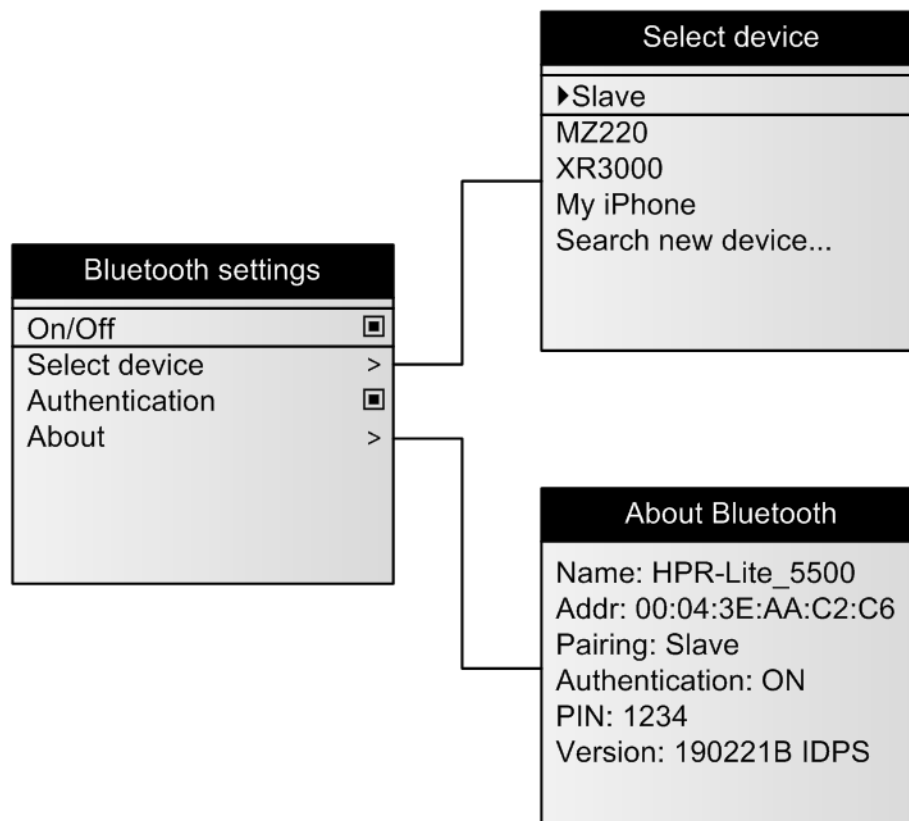 Select device
Slave
MZ220
XR3000
My iPhone
Search new device...
Bluetooth settings
On/Off
Select device >
Authentication
About >
About Bluetooth
Name: HPR-Lite_5500
Addr: 00:04:3E:AA:C2:C6
Pairing: Slave
Authentication: ON
PIN: 1234
Version: 190221B IDPS